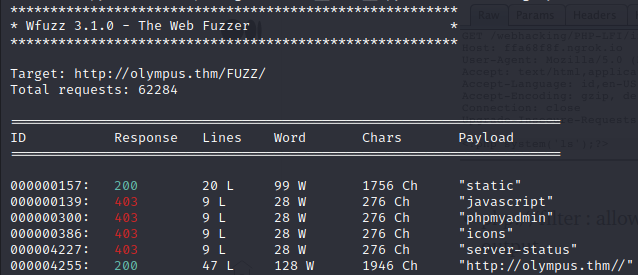 ********************************************************
* Wfuzz 3.1.0 - The Web Fuzzer                         *
********************************************************
Target: http://olympus.thm/FUZZ/
Total requests: 62284
=====================================================================
ID           Response   Lines    Word       Chars       Payload
=====================================================================
000000157:   200        20 L     99 W       1756 Ch     "static"
000000139:   403        9 L      28 W       276 Ch      "javascript"
000000300:   403        9 L      28 W       276 Ch      "phpmyadmin"
000000386:   403        9 L      28 W       276 Ch      "icons"
000004227:   403        9 L      28 W       276 Ch      "server-status"
000004255:   200        47 L     128 W      1946 Ch     "http://olympus.thm//"
Raw Params Headers